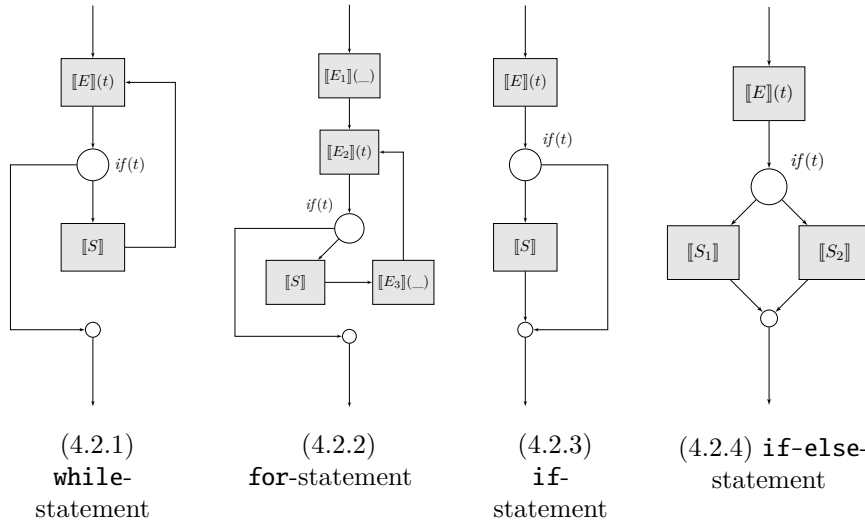 ⟦E⟧(t)
if(t)
⟦S⟧
(4.2.1)
while-
statement
⟦E₁⟧(_)
⟦E₂⟧(t)
if(t)
⟦S⟧
⟦E₃⟧(_)
(4.2.2)
for-statement
⟦E⟧(t)
if(t)
⟦S⟧
(4.2.3)
if-
statement
⟦E⟧(t)
if(t)
⟦S₁⟧
⟦S₂⟧
(4.2.4) if-else-
statement